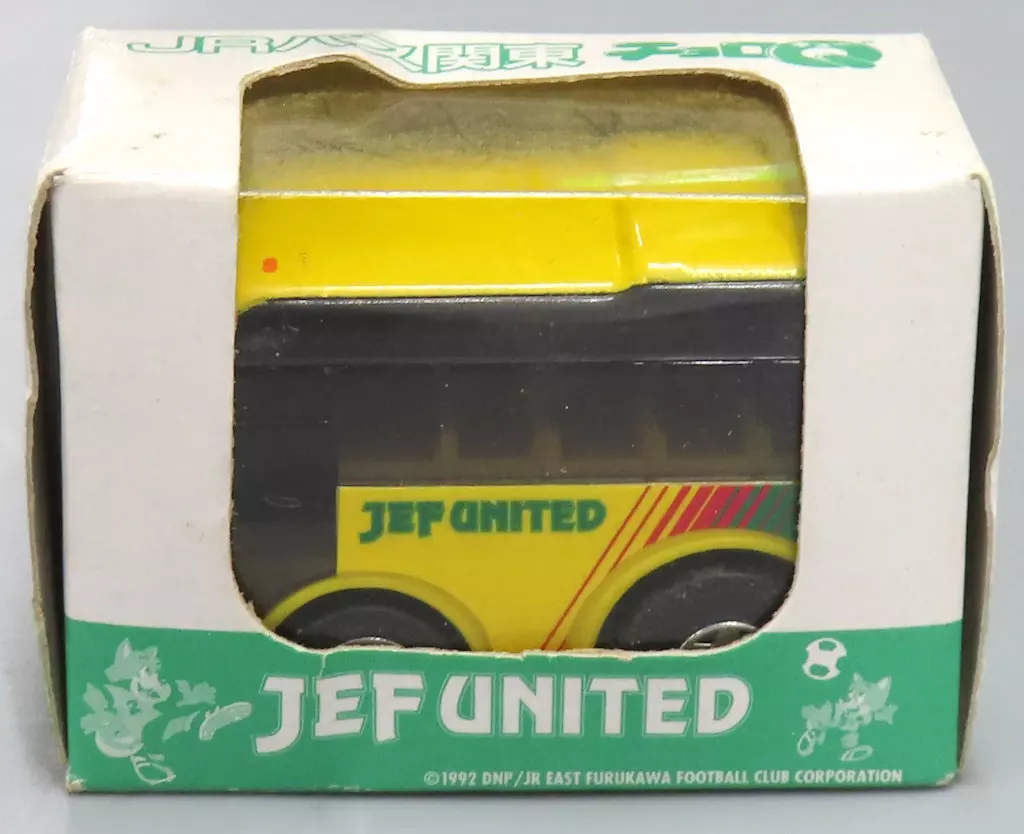 JRバス関東 チョロQ
JEF UNITED
JEF UNITED
©1992 DNP/JR EAST FURUKAWA FOOTBALL CLUB CORPORATION